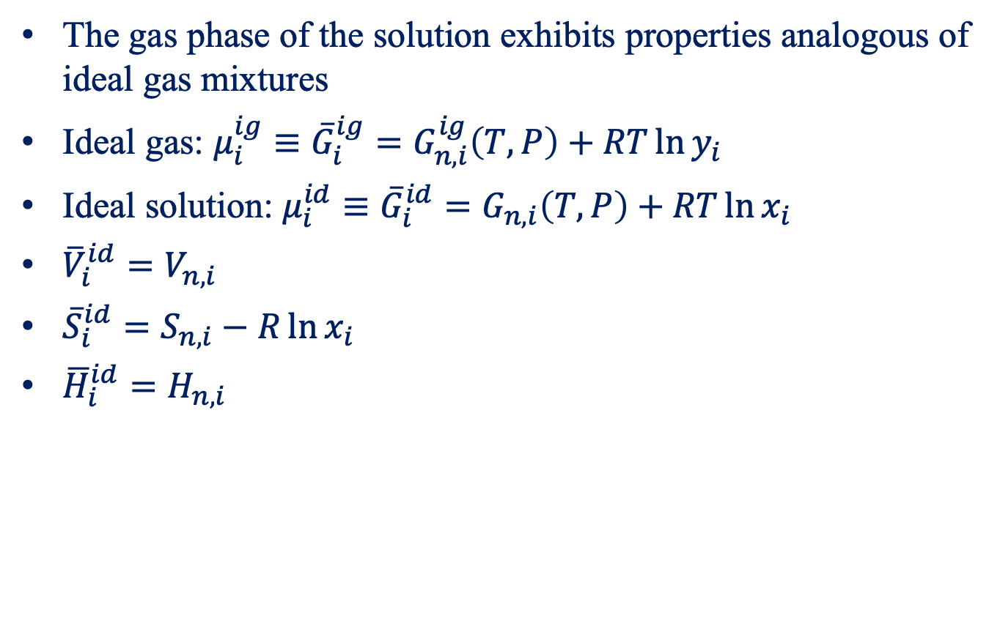 • The gas phase of the solution exhibits properties analogous of
ideal gas mixtures
• Ideal gas: $\mu_i^{ig} \equiv \bar{G}_i^{ig} = G_{n,i}^{ig}(T, P) + RT \ln y_i$
• Ideal solution: $\mu_i^{id} \equiv \bar{G}_i^{id} = G_{n,i}(T, P) + RT \ln x_i$
• $\bar{V}_i^{id} = V_{n,i}$
• $\bar{S}_i^{id} = S_{n,i} - R \ln x_i$
• $\bar{H}_i^{id} = H_{n,i}$